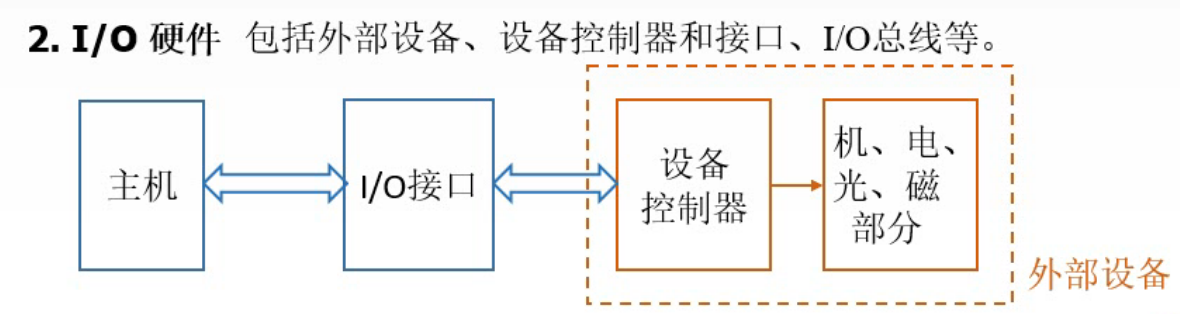 2. I/O 硬件 包括外部设备、设备控制器和接口、I/O总线等。
主机
I/O接口
设备
控制器
机、电、
光、磁
部分
外部设备